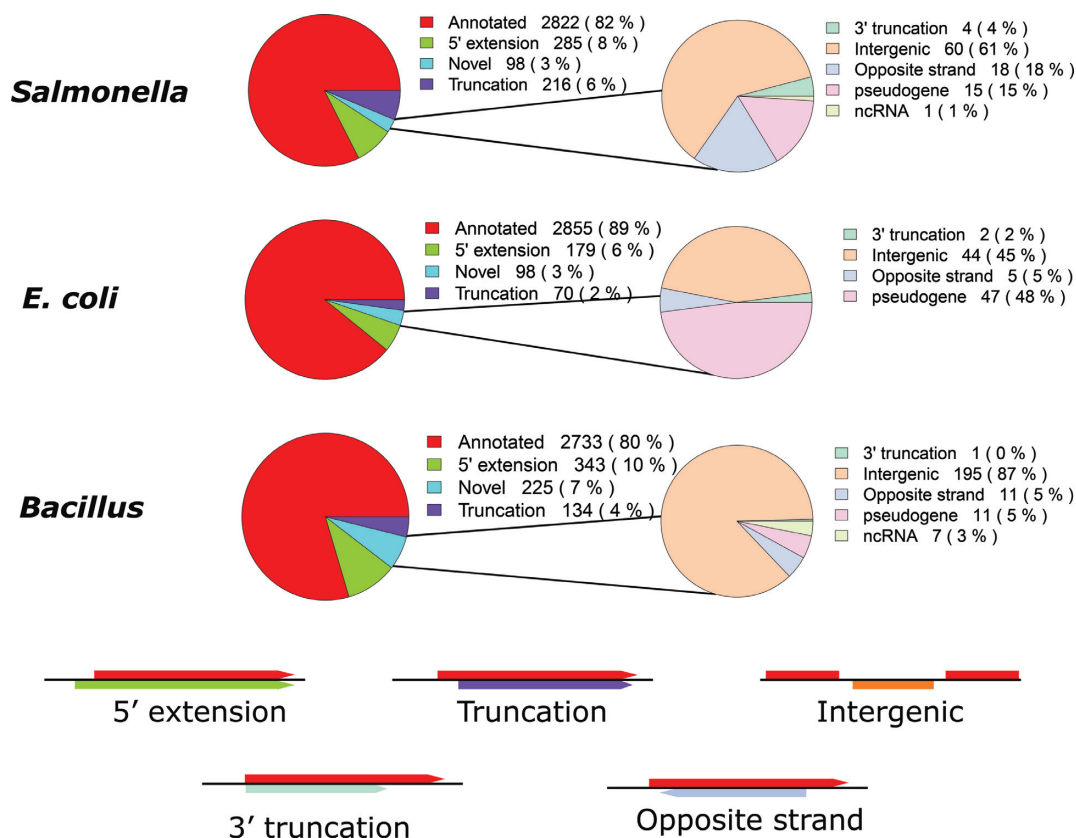 Salmonella
Annotated 2822 ( 82 % )
5' extension 285 ( 8 % )
Novel 98 ( 3 % )
Truncation 216 ( 6 % )
3' truncation 4 ( 4 % )
Intergenic 60 ( 61 % )
Opposite strand 18 ( 18 % )
pseudogene 15 ( 15 % )
ncRNA 1 ( 1 % )
E. coli
Annotated 2855 ( 89 % )
5' extension 179 ( 6 % )
Novel 98 ( 3 % )
Truncation 70 ( 2 % )
3' truncation 2 ( 2 % )
Intergenic 44 ( 45 % )
Opposite strand 5 ( 5 % )
pseudogene 47 ( 48 % )
Bacillus
Annotated 2733 ( 80 % )
5' extension 343 ( 10 % )
Novel 225 ( 7 % )
Truncation 134 ( 4 % )
3' truncation 1 ( 0 % )
Intergenic 195 ( 87 % )
Opposite strand 11 ( 5 % )
pseudogene 11 ( 5 % )
ncRNA 7 ( 3 % )
5′ extension
Truncation
Intergenic
3′ truncation
Opposite strand